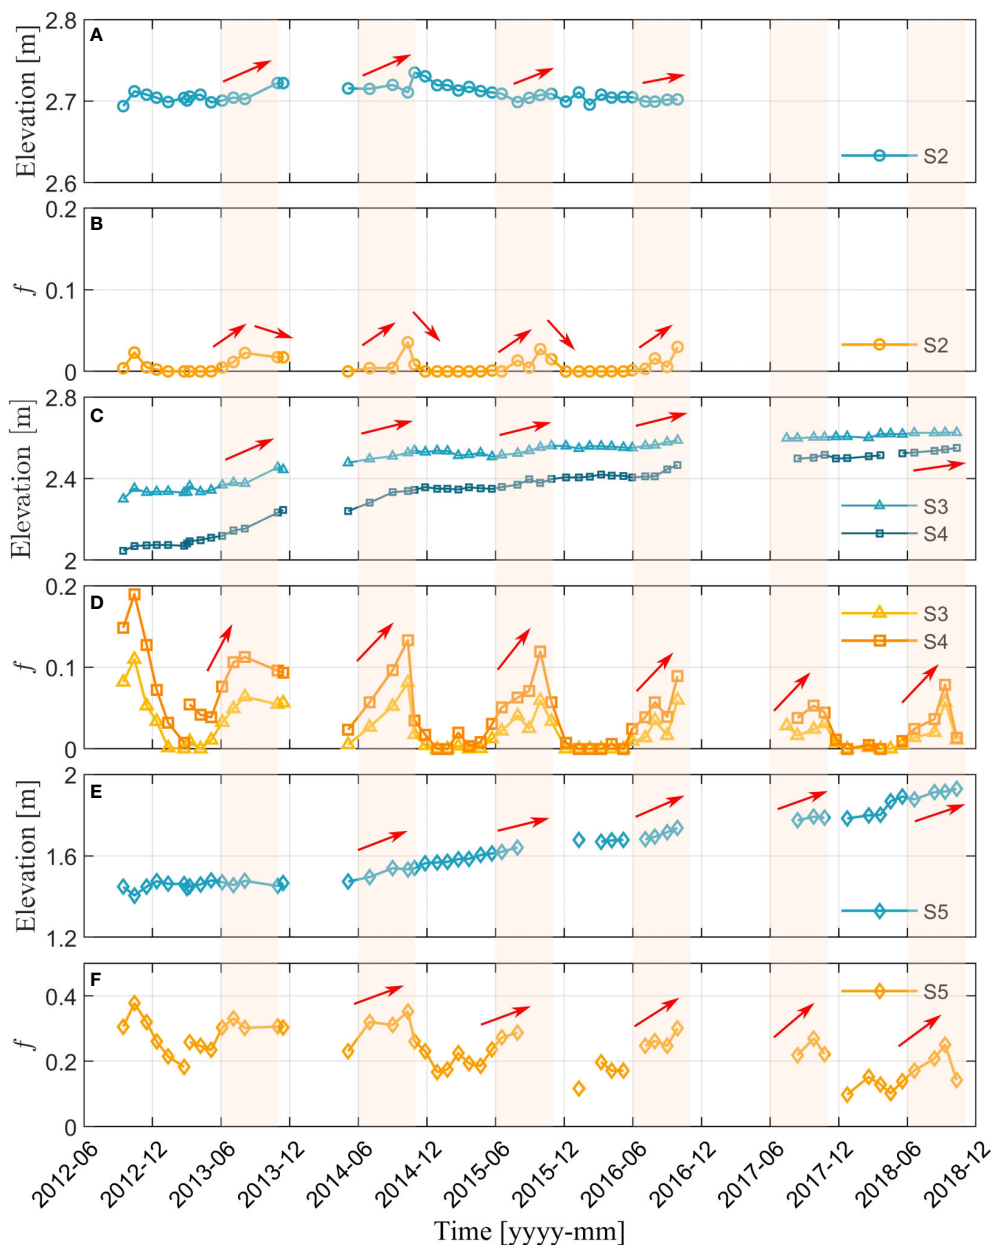 A
Elevation [m]
2.8
2.7
2.6
S2
B
f
0.2
0.1
0
S2
C
Elevation [m]
2.8
2.4
2
S3
S4
D
f
0.2
0.1
0
S3
S4
E
Elevation [m]
2
1.6
1.2
S5
F
f
0.4
0.2
0
S5
2012-06
2012-12
2013-06
2013-12
2014-06
2014-12
2015-06
2015-12
2016-06
2016-12
2017-06
2017-12
2018-06
2018-12
Time [yyyy-mm]